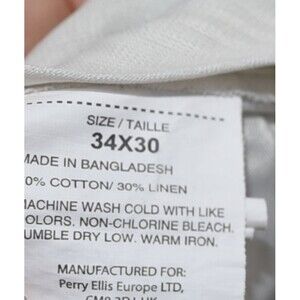 SIZE / TAILLE
34X30
MADE IN BANGLADESH
0% COTTON/ 30% LINEN
MACHINE WASH COLD WITH LIKE
COLORS. NON-CHLORINE BLEACH.
TUMBLE DRY LOW. WARM IRON.
MANUFACTURED FOR:
Perry Ellis Europe LTD,